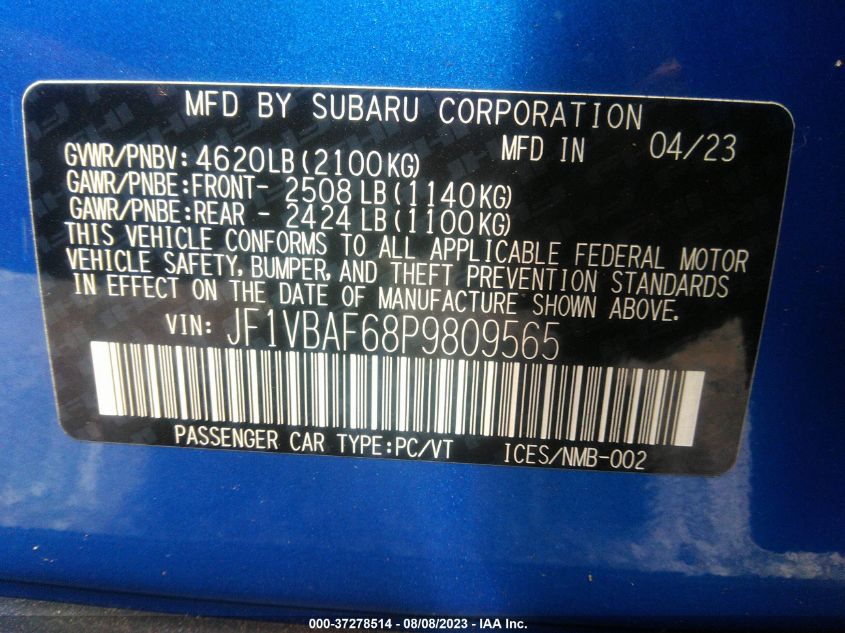 MFD BY SUBARU CORPORATION
MFD IN 04/23
GVWR/PNBV: 4620LB(2100KG)
GAWR/PNBE:FRONT- 2508 LB(1140KG)
GAWR/PNBE:REAR - 2424 LB(1100KG)
THIS VEHICLE CONFORMS TO ALL APPLICABLE FEDERAL MOTOR
VEHICLE SAFETY, BUMPER, AND THEFT PREVENTION STANDARDS
IN EFFECT ON THE DATE OF MANUFACTURE SHOWN ABOVE.
VIN: JF1VBAF68P9809565
PASSENGER CAR TYPE:PC/VT ICES/NMB-002
000-37278514 - 08/08/2023 - IAA Inc.